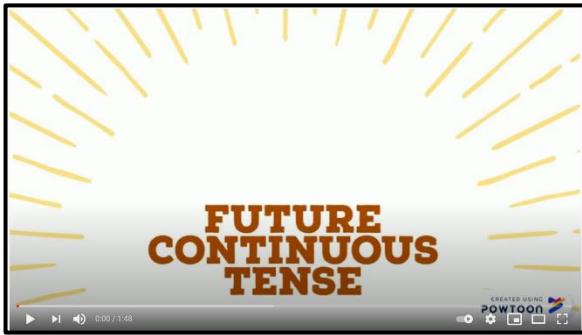 FUTURE
CONTINUOUS
TENSE
CREATED USING
POWTOON
0:00 / 1:48